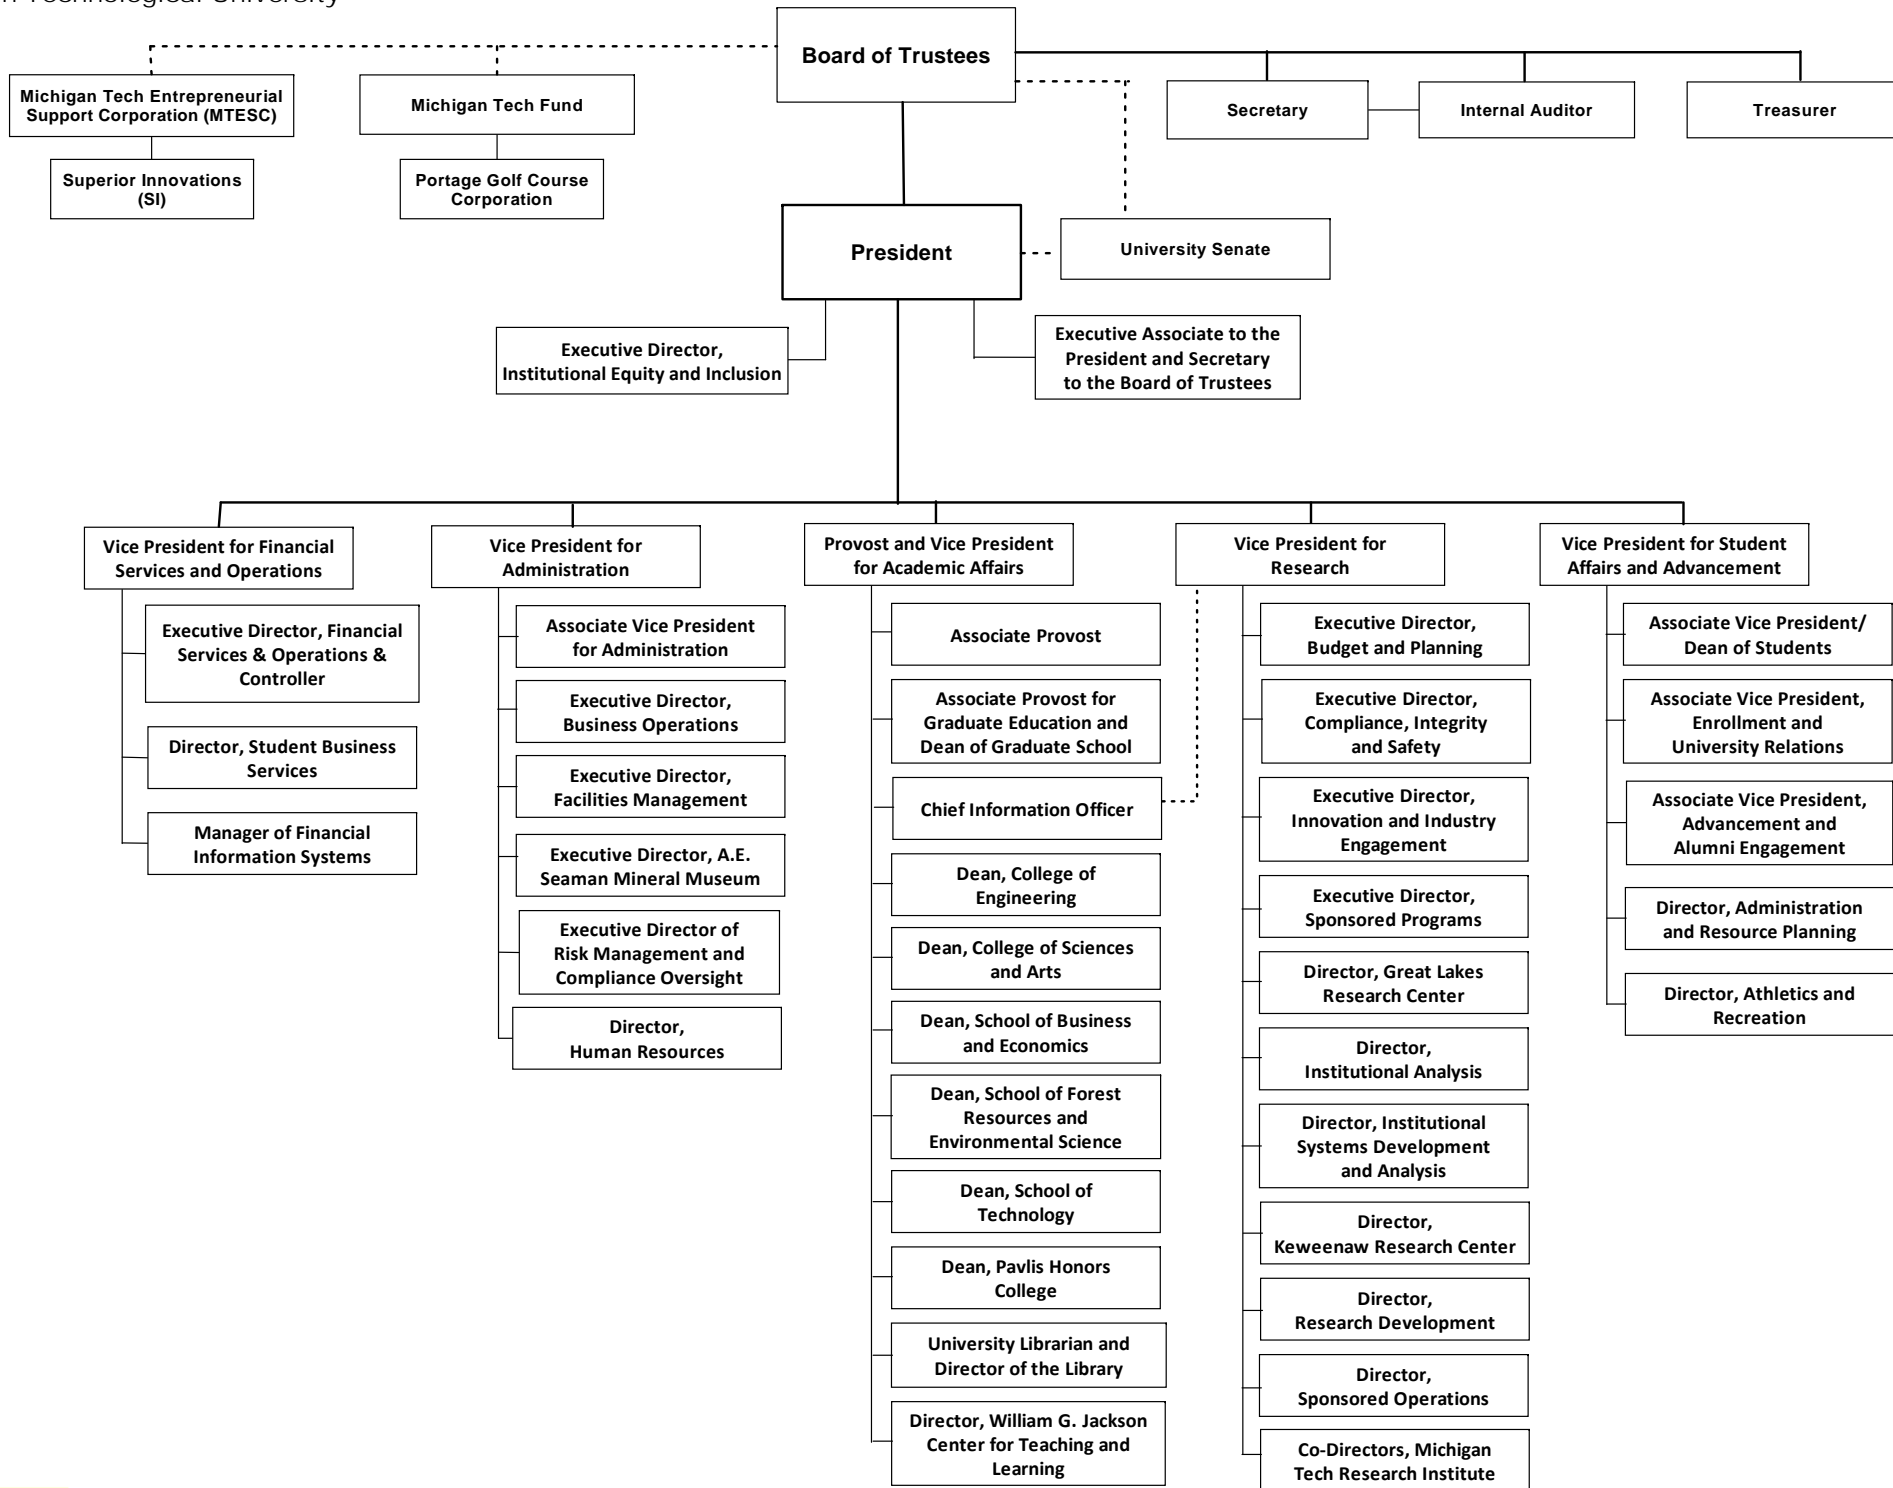 Technological University
Board of Trustees
Michigan Tech Entrepreneurial
Support Corporation (MTESC)
Michigan Tech Fund
Secretary
Internal Auditor
Treasurer
Superior Innovations
(SI)
Portage Golf Course
Corporation
President
University Senate
Executive Director,
Institutional Equity and Inclusion
Executive Associate to the
President and Secretary
to the Board of Trustees
Vice President for Financial
Services and Operations
Executive Director, Financial
Services & Operations &
Controller
Director, Student Business
Services
Manager of Financial
Information Systems
Vice President for
Administration
Associate Vice President
for Administration
Executive Director,
Business Operations
Executive Director,
Facilities Management
Executive Director, A.E.
Seaman Mineral Museum
Executive Director of
Risk Management and
Compliance Oversight
Director,
Human Resources
Provost and Vice President
for Academic Affairs
Associate Provost
Associate Provost for
Graduate Education and
Dean of Graduate School
Chief Information Officer
Dean, College of
Engineering
Dean, College of Sciences
and Arts
Dean, School of Business
and Economics
Dean, School of Forest
Resources and
Environmental Science
Dean, School of
Technology
Dean, Pavlis Honors
College
University Librarian and
Director of the Library
Director, William G. Jackson
Center for Teaching and
Learning
Vice President for
Research
Executive Director,
Budget and Planning
Executive Director,
Compliance, Integrity
and Safety
Executive Director,
Innovation and Industry
Engagement
Executive Director,
Sponsored Programs
Director, Great Lakes
Research Center
Director,
Institutional Analysis
Director, Institutional
Systems Development
and Analysis
Director,
Keweenaw Research Center
Director,
Research Development
Director,
Sponsored Operations
Co-Directors, Michigan
Tech Research Institute
Vice President for Student
Affairs and Advancement
Associate Vice President/
Dean of Students
Associate Vice President,
Enrollment and
University Relations
Associate Vice President,
Advancement and
Alumni Engagement
Director, Administration
and Resource Planning
Director, Athletics and
Recreation